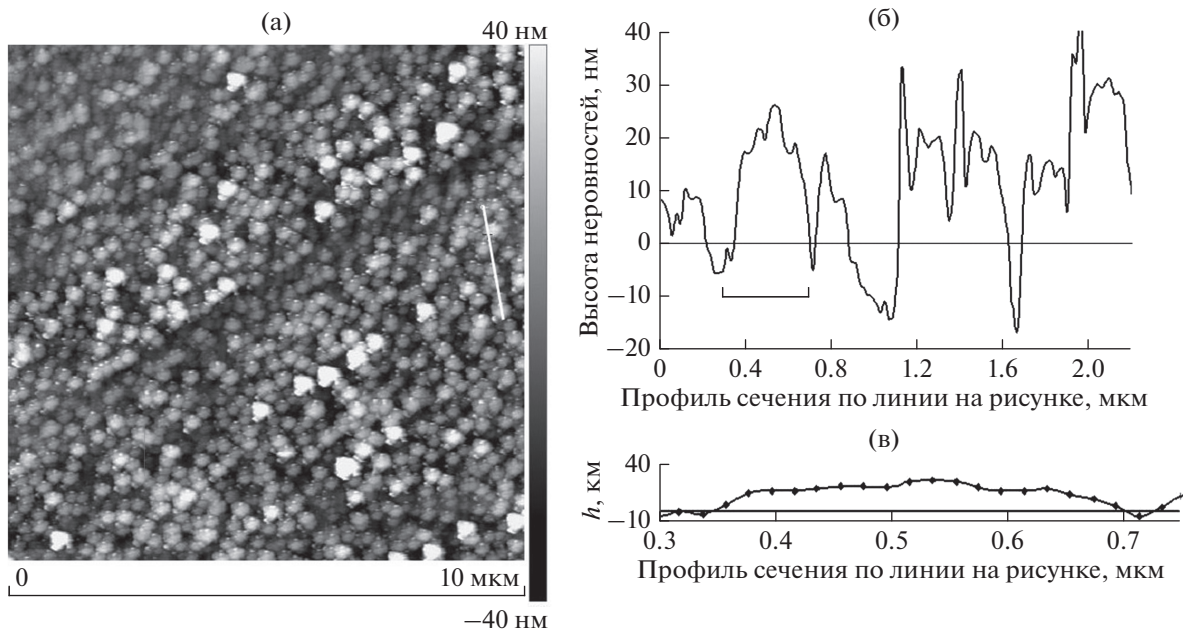 (а)
40 нм
0
10 мкм
−40 нм
(б)
Высота неровностей, нм
40
30
20
10
0
−10
−20
0 0.4 0.8 1.2 1.6 2.0
Профиль сечения по линии на рисунке, мкм
(в)
h, км
40
−10
0.3 0.4 0.5 0.6 0.7
Профиль сечения по линии на рисунке, мкм